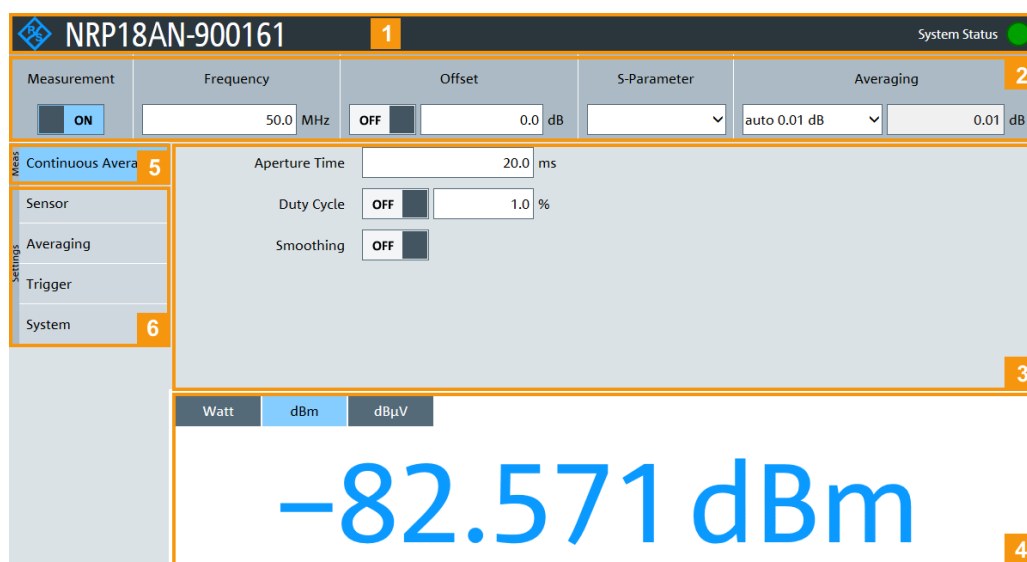 R/S NRP18AN-900161 1 System Status
Measurement Frequency Offset S-Parameter Averaging 2
ON 50.0 MHz OFF 0.0 dB auto 0.01 dB 0.01 dB
Meas Continuous Avera 5 Aperture Time 20.0 ms
Settings
Sensor Duty Cycle OFF 1.0 %
Averaging Smoothing OFF
Trigger
System 6
3
Watt dBm dBµV
−82.571 dBm
4